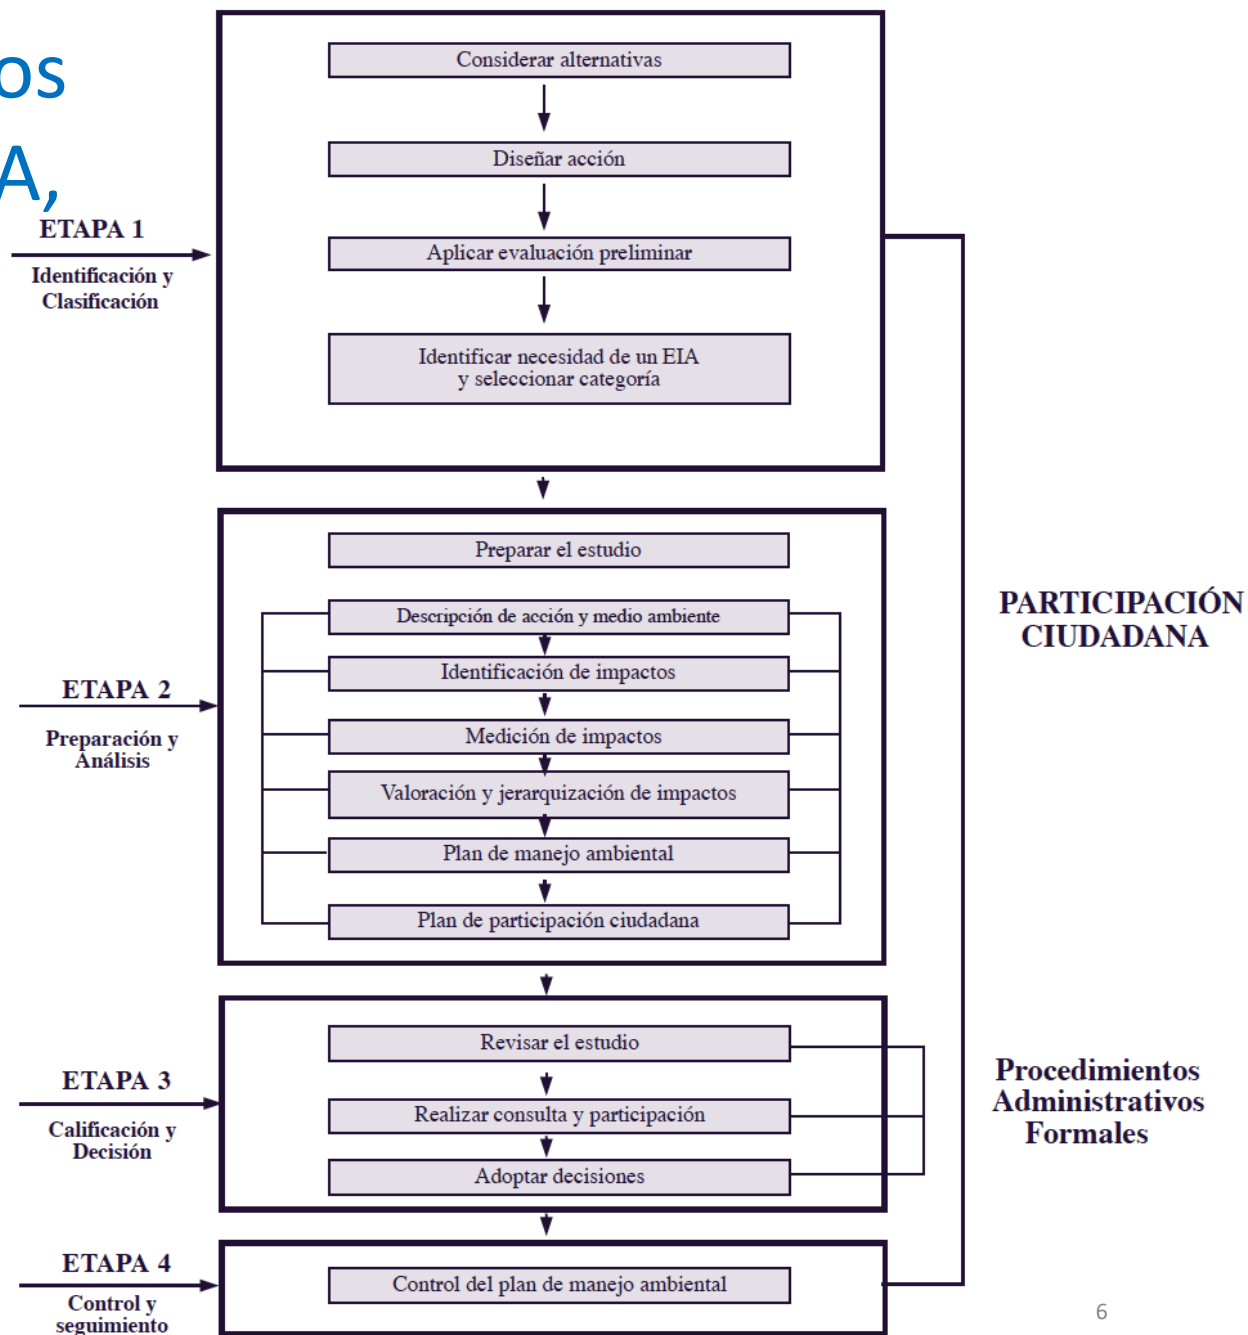 os
A,
ETAPA 1
Identificación y
Clasificación
Considerar alternativas
Diseñar acción
Aplicar evaluación preliminar
Identificar necesidad de un EIA
y seleccionar categoría
ETAPA 2
Preparación y
Análisis
Preparar el estudio
Descripción de acción y medio ambiente
Identificación de impactos
Medición de impactos
Valoración y jerarquización de impactos
Plan de manejo ambiental
Plan de participación ciudadana
PARTICIPACIÓN
CIUDADANA
ETAPA 3
Calificación y
Decisión
Revisar el estudio
Realizar consulta y participación
Adoptar decisiones
Procedimientos
Administrativos
Formales
ETAPA 4
Control y
seguimiento
Control del plan de manejo ambiental
6